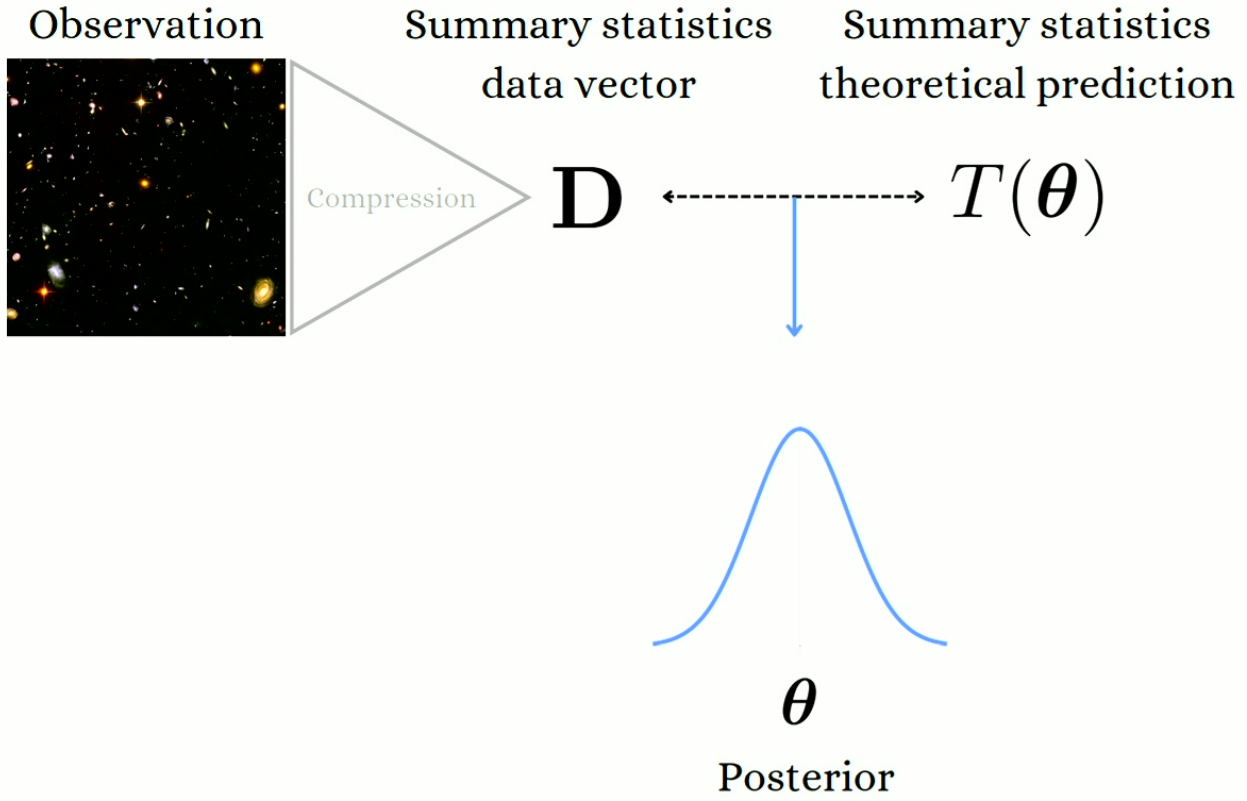 Observation
Summary statistics
data vector
Summary statistics
theoretical prediction
Compression
D
T(θ)
θ
Posterior